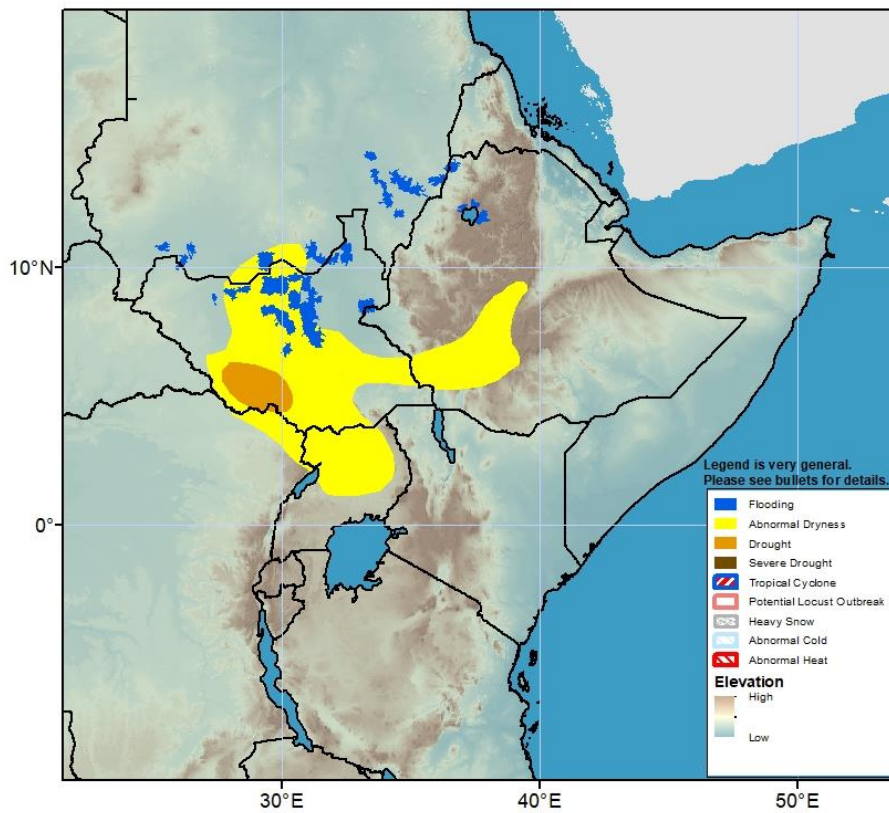 10°N
0°
30°E
40°E
50°E
Legend is very general.
Please see bullets for details.
Flooding
Abnormal Dryness
Drought
Severe Drought
Tropical Cyclone
Potential Locust Outbreak
Heavy Snow
Abnormal Cold
Abnormal Heat
Elevation
High
Low